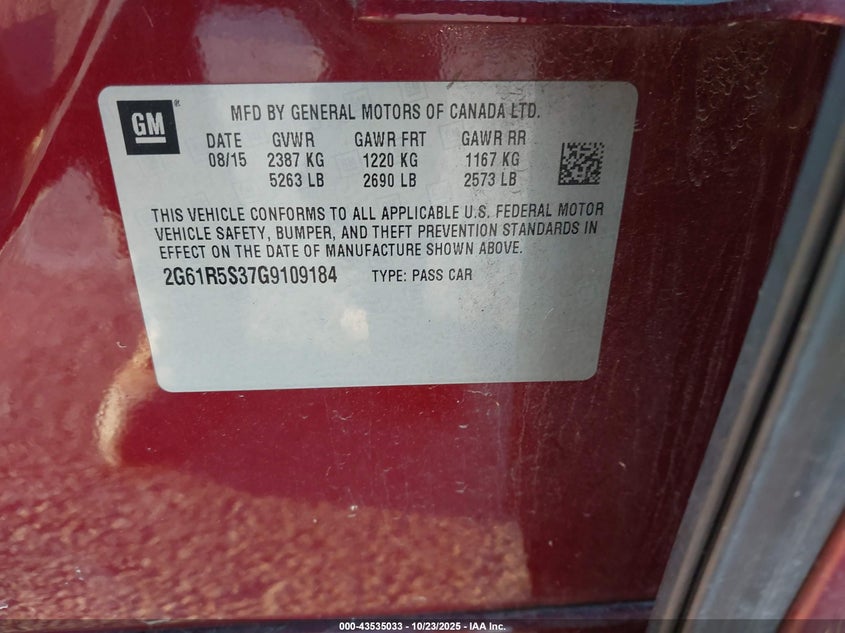 GM
MFD BY GENERAL MOTORS OF CANADA LTD.
DATE GVWR GAWR FRT GAWR RR
08/15 2387 KG 1220 KG 1167 KG
5263 LB 2690 LB 2573 LB
THIS VEHICLE CONFORMS TO ALL APPLICABLE U.S. FEDERAL MOTOR
VEHICLE SAFETY, BUMPER, AND THEFT PREVENTION STANDARDS IN
EFFECT ON THE DATE OF MANUFACTURE SHOWN ABOVE.
2G61R5S37G9109184 TYPE: PASS CAR
000-43535033 - 10/23/2025 - IAA Inc.